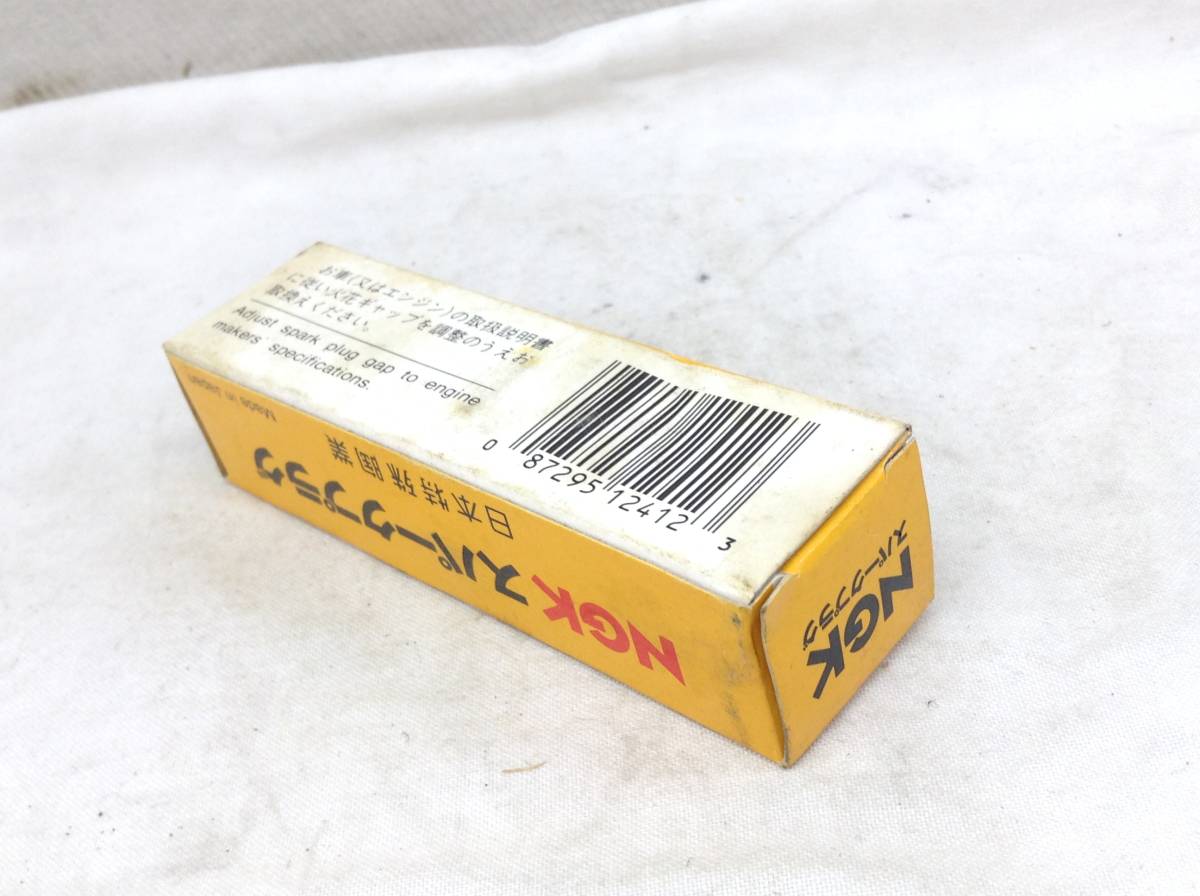 お車(又はエンジン)の取扱説明書
に従い火花ギャップを調整のうえお
取換えください。
Adjust spark plug gap to engine
makers' specifications.
0 87295 12412 3
Made in Japan
日本特殊陶業
NGK スパークプラグ
NGK
スパークプラグ